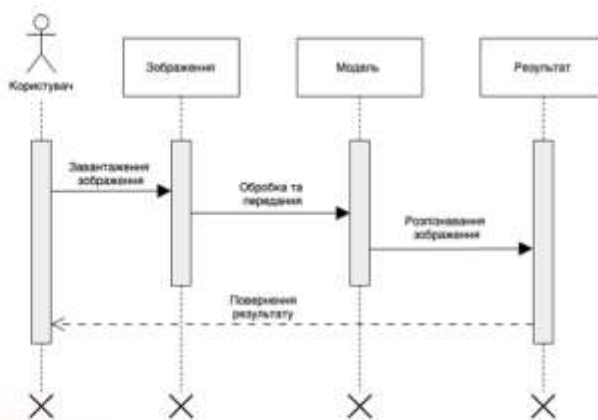 Користувач
Зображення
Модель
Результат
Завантаження
зображення
Обробка та
передання
Розпізнавання
зображення
Повернення
результату